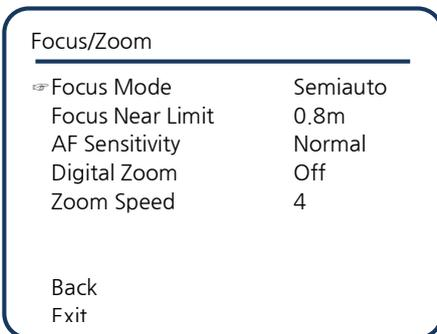 Focus/Zoom
☞Focus Mode Semiauto
Focus Near Limit 0.8m
AF Sensitivity Normal
Digital Zoom Off
Zoom Speed 4
Back
Exit